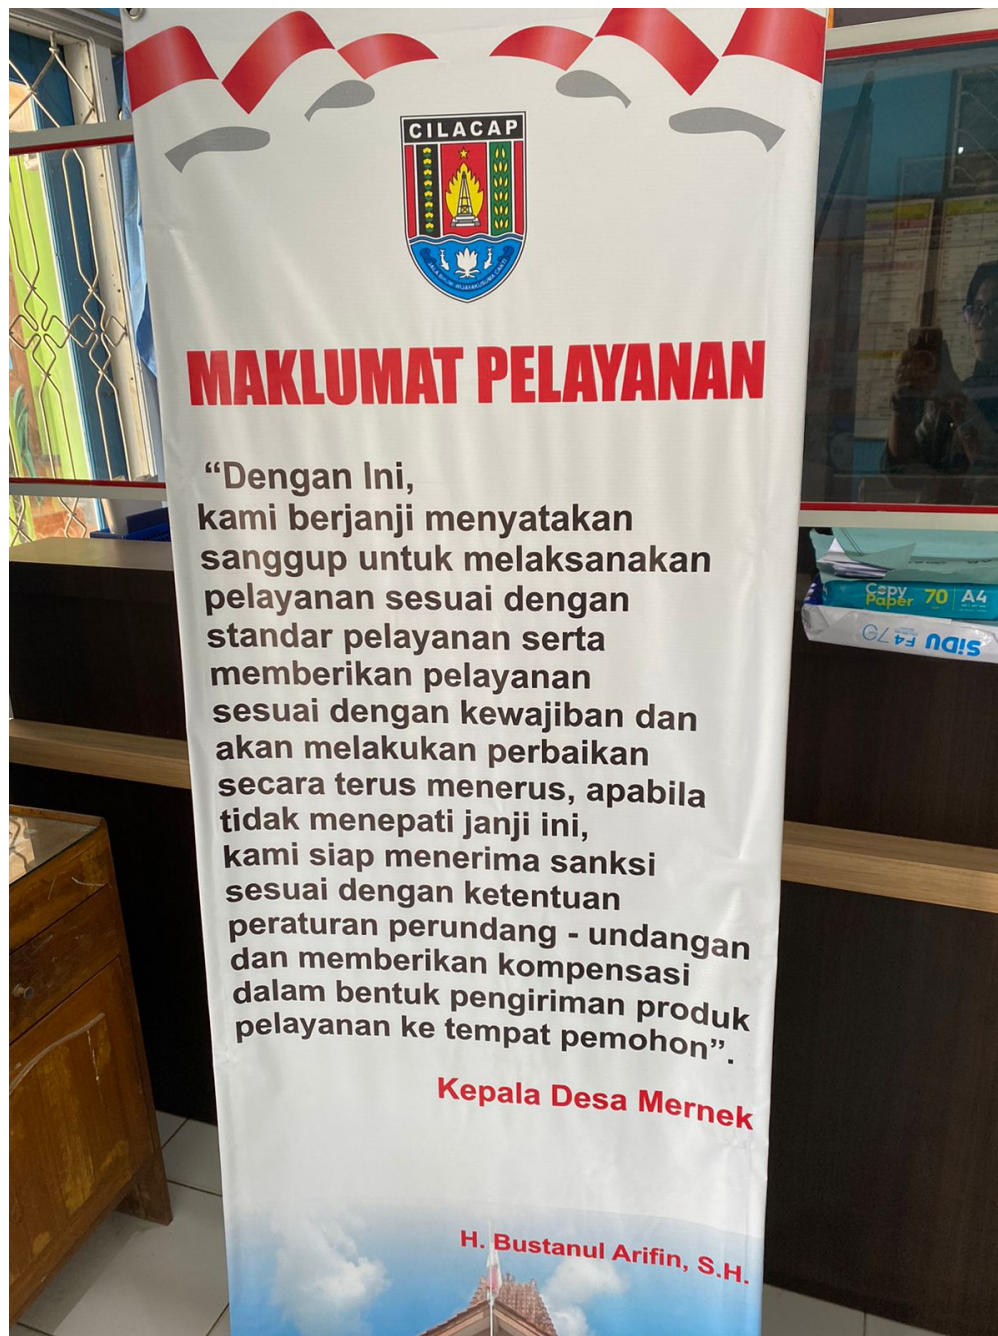 CILACAP
MAKLUMAT PELAYANAN
“Dengan Ini,
kami berjanji menyatakan
sanggup untuk melaksanakan
pelayanan sesuai dengan
standar pelayanan serta
memberikan pelayanan
sesuai dengan kewajiban dan
akan melakukan perbaikan
secara terus menerus, apabila
tidak menepati janji ini,
kami siap menerima sanksi
sesuai dengan ketentuan
peraturan perundang - undangan
dan memberikan kompensasi
dalam bentuk pengiriman produk
pelayanan ke tempat pemohon”.
Kepala Desa Mernek
H. Bustanul Arifin, S.H.
Copy Paper 70 A4
SiDU F4 70